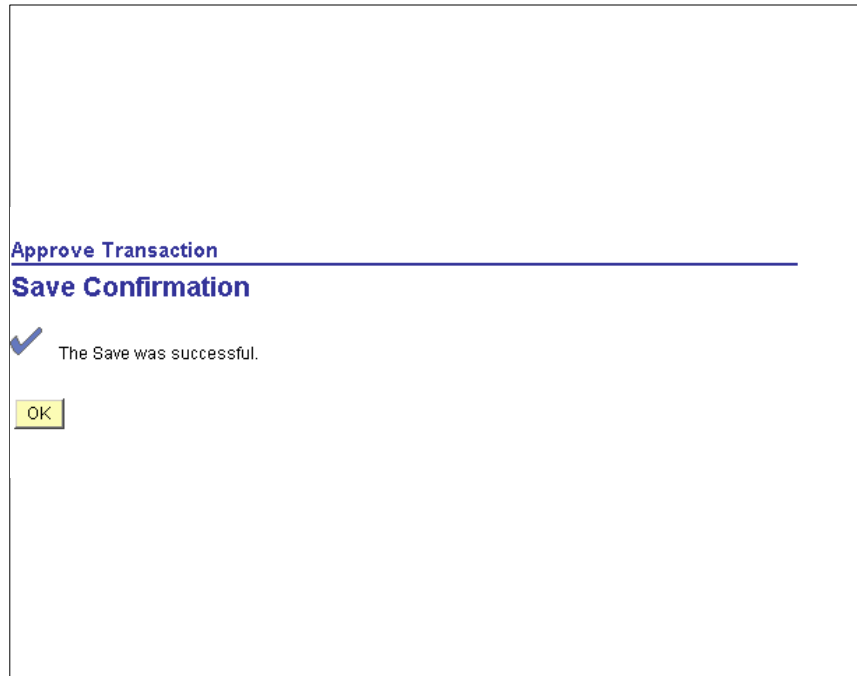 Approve Transaction
Save Confirmation
The Save was successful.
OK